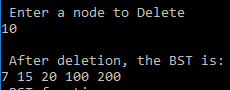 Enter a node to Delete
10
After deletion, the BST is:
7 15 20 100 200